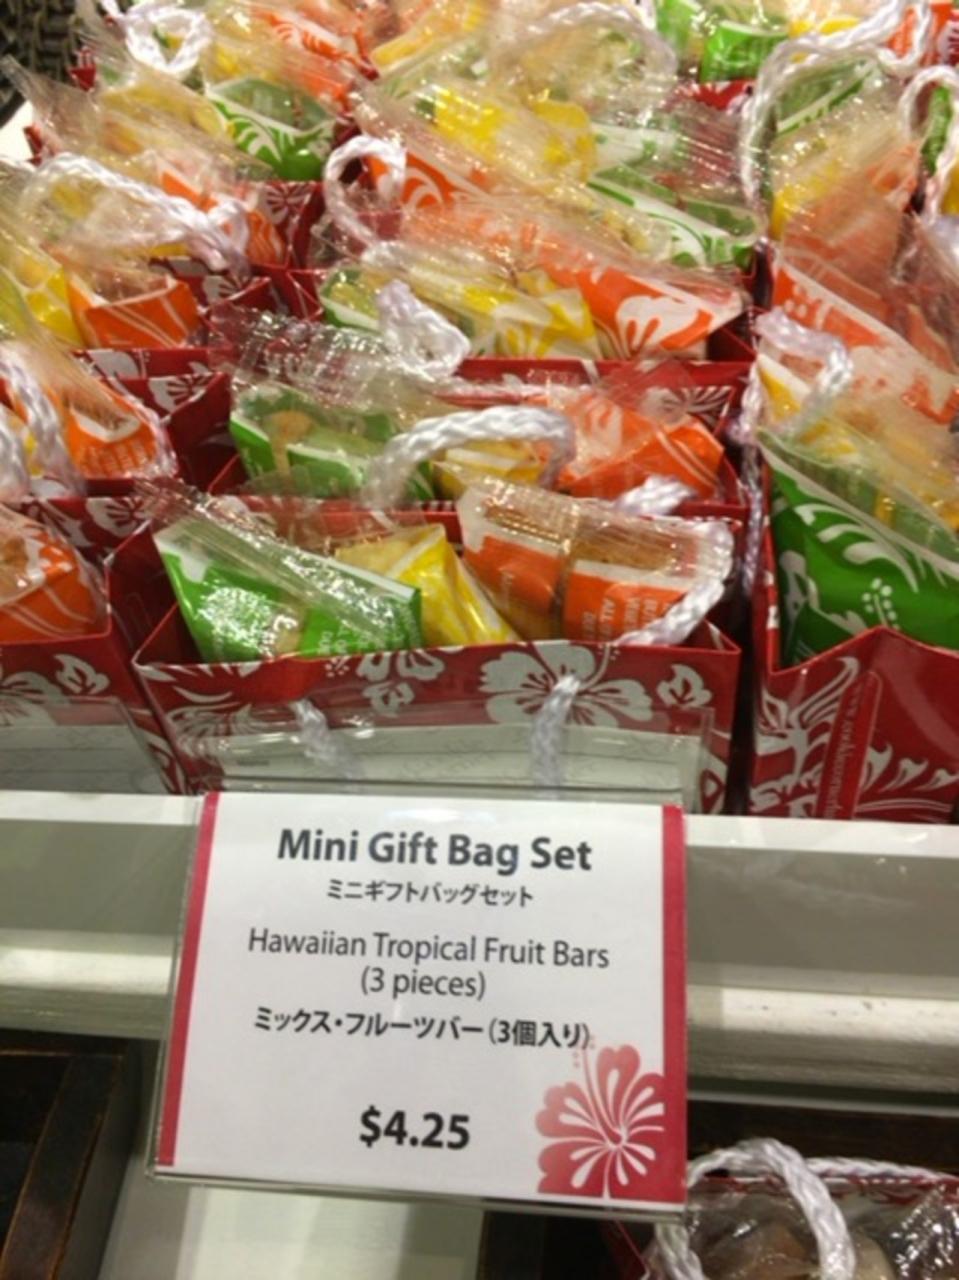 Mini Gift Bag Set
ミニギフトバッグセット
Hawaiian Tropical Fruit Bars
(3 pieces)
ミックス・フルーツバー(3個入り)
$4.25